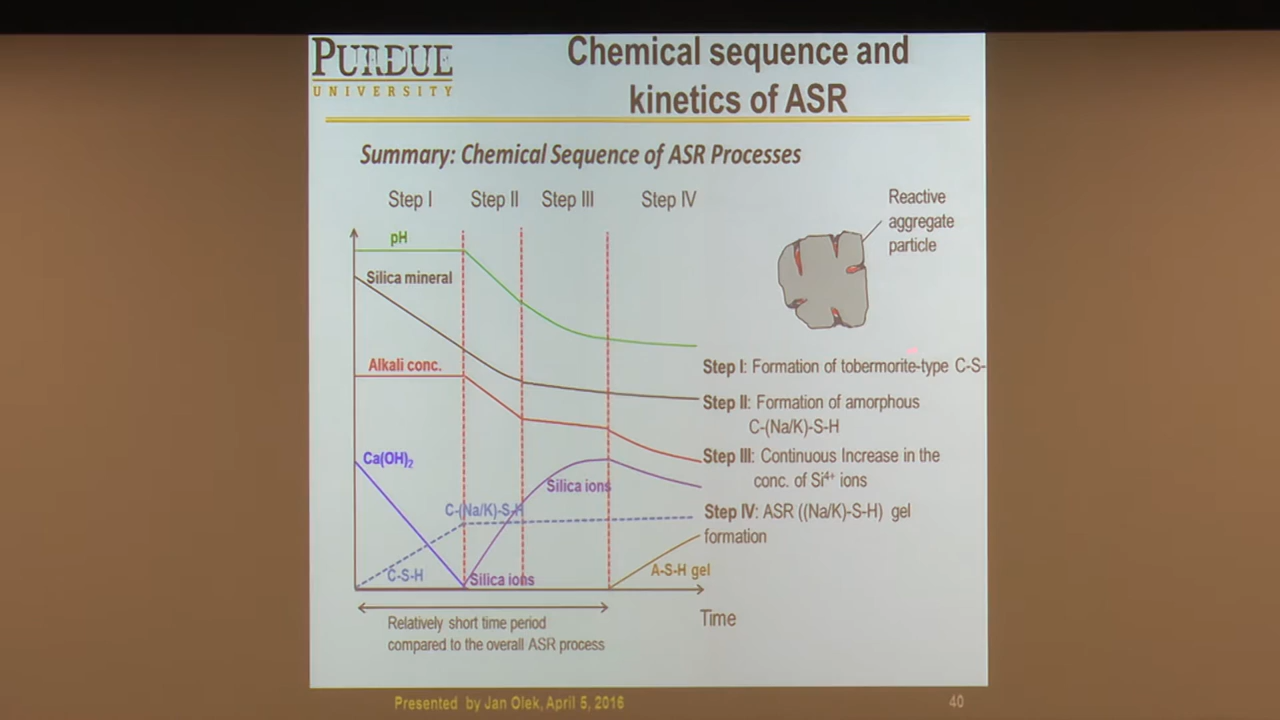 PURDUE
UNIVERSITY
Chemical sequence and
kinetics of ASR
Summary: Chemical Sequence of ASR Processes
Step I
Step II
Step III
Step IV
pH
Silica mineral
Alkali conc.
Ca(OH)₂
C-(Na/K)-S-H
C-S-H
Silica ions
Silica ions
A-S-H gel
Time
Relatively short time period
compared to the overall ASR process
Reactive
aggregate
particle
Step I: Formation of tobermorite-type C-S-
Step II: Formation of amorphous
C-(Na/K)-S-H
Step III: Continuous Increase in the
conc. of Si⁴⁺ ions
Step IV: ASR ((Na/K)-S-H) gel
formation
Presented by Jan Olek, April 5, 2016
40